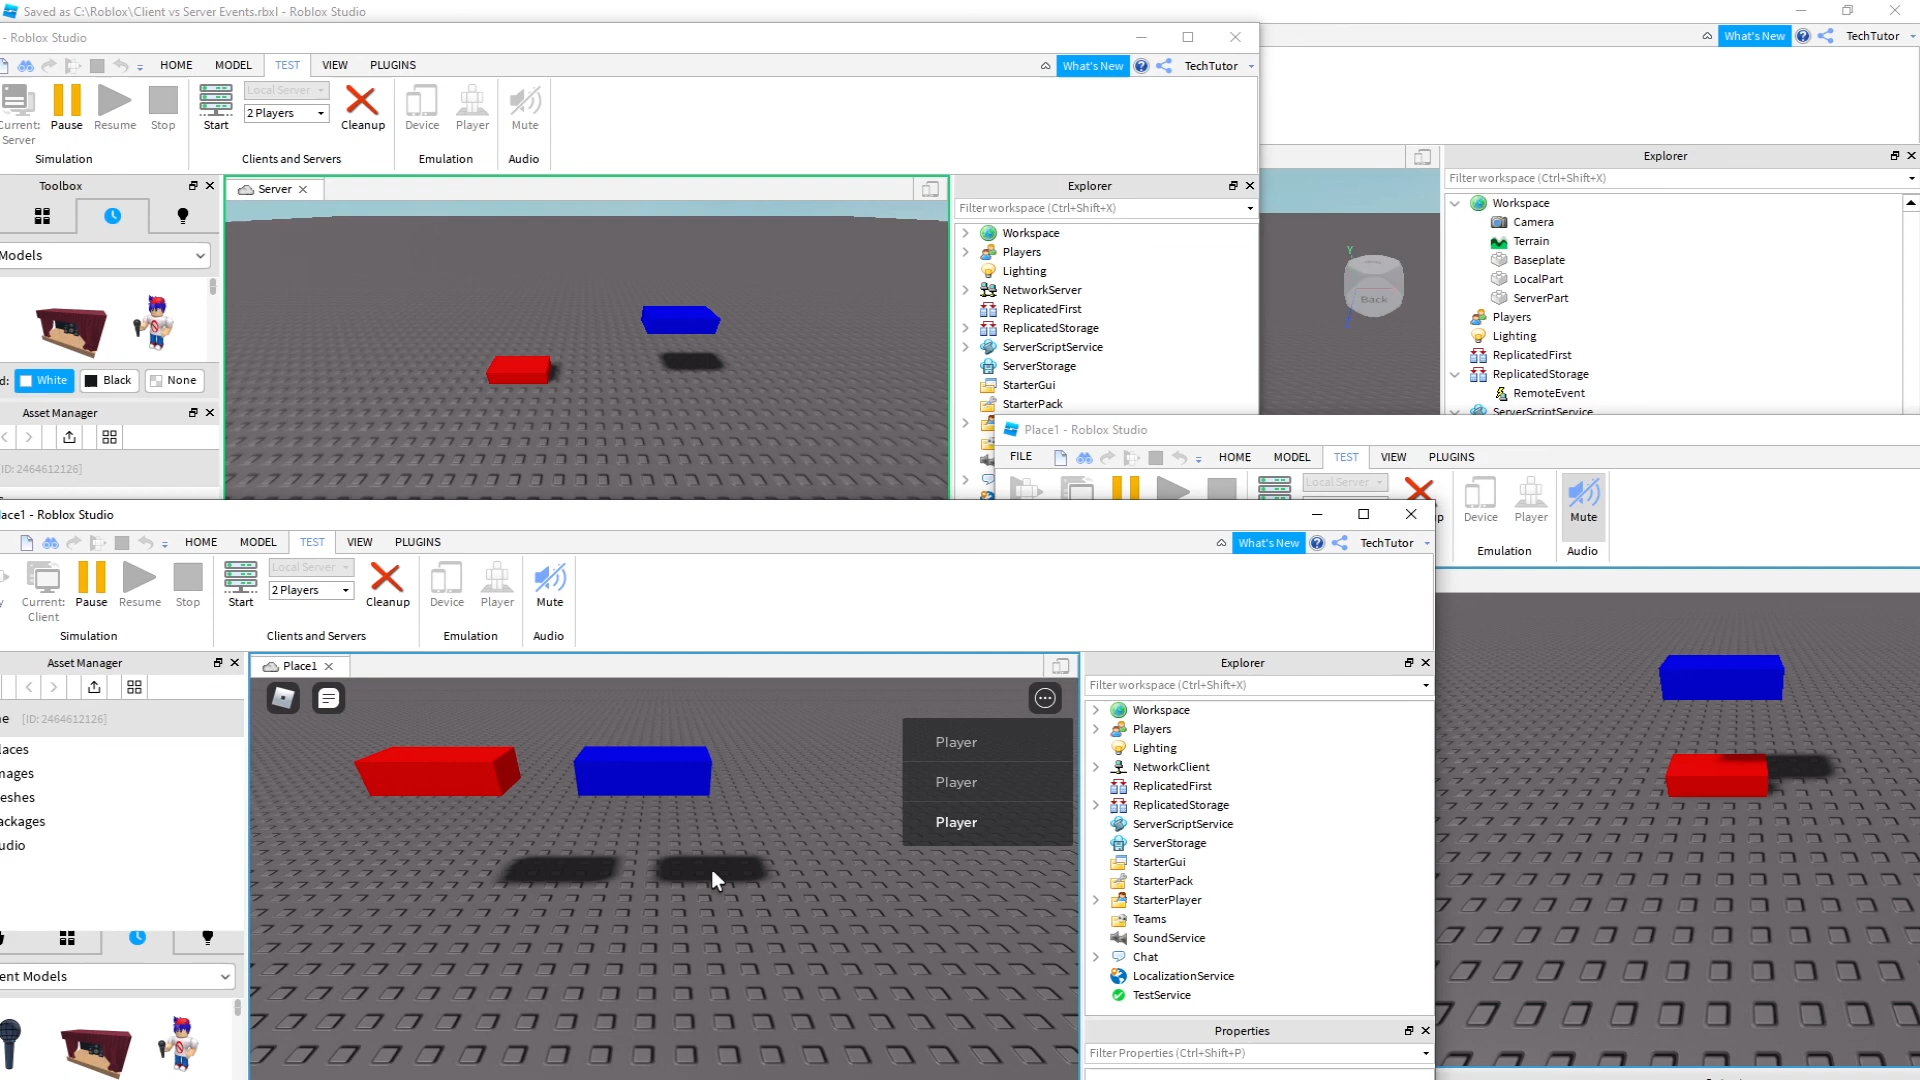 Saved as C:\Roblox\Client vs Server Events.rbxl - Roblox Studio
- Roblox Studio
What's New
TechTutor
HOME
MODEL
TEST
VIEW
PLUGINS
What's New
TechTutor
Current:
Server
Pause
Resume
Stop
Simulation
Start
Local Server
2 Players
Cleanup
Clients and Servers
Device
Player
Emulation
Mute
Audio
Toolbox
Models
White
Black
None
Asset Manager
[ID: 2464612126]
Server
Explorer
Filter workspace (Ctrl+Shift+X)
Workspace
Players
Lighting
NetworkServer
ReplicatedFirst
ReplicatedStorage
ServerScriptService
ServerStorage
StarterGui
StarterPack
Back
Y
Explorer
Filter workspace (Ctrl+Shift+X)
Workspace
Camera
Terrain
Baseplate
LocalPart
ServerPart
Players
Lighting
ReplicatedFirst
ReplicatedStorage
RemoteEvent
ServerScriptService
Place1 - Roblox Studio
FILE
HOME
MODEL
TEST
VIEW
PLUGINS
Local Server
Device
Player
Emulation
Mute
Audio
lace1 - Roblox Studio
HOME
MODEL
TEST
VIEW
PLUGINS
What's New
TechTutor
Current:
Client
Pause
Resume
Stop
Simulation
Start
Local Server
2 Players
Cleanup
Clients and Servers
Device
Player
Emulation
Mute
Audio
Asset Manager
[ID: 2464612126]
laces
mages
eshes
ackages
udio
ent Models
Place1
Player
Player
Player
Explorer
Filter workspace (Ctrl+Shift+X)
Workspace
Players
Lighting
NetworkClient
ReplicatedFirst
ReplicatedStorage
ServerScriptService
ServerStorage
StarterGui
StarterPack
StarterPlayer
Teams
SoundService
Chat
LocalizationService
TestService
Properties
Filter Properties (Ctrl+Shift+P)